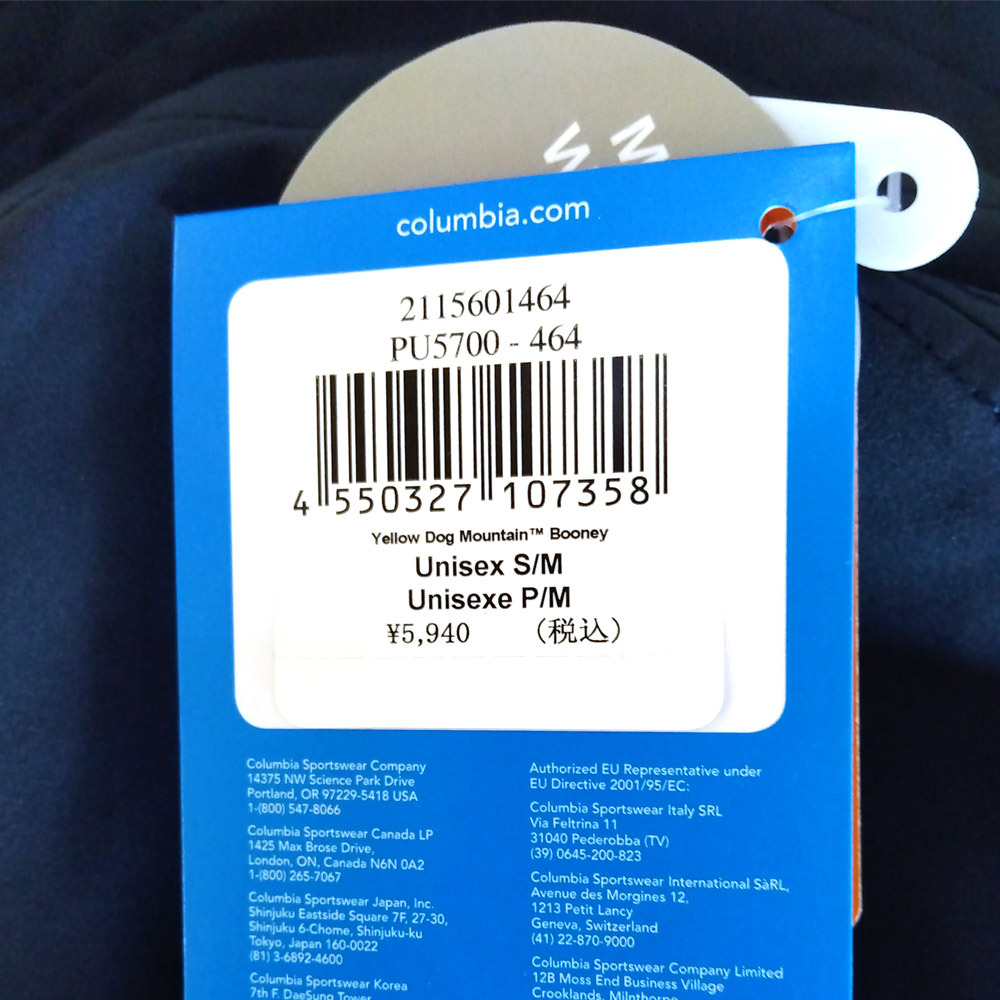 columbia.com
2115601464
PU5700 - 464
4 550327 107358
Yellow Dog Mountain™ Booney
Unisex S/M
Unisexe P/M
¥5,940 （税込）
Columbia Sportswear Company
14375 NW Science Park Drive
Portland, OR 97229-5418 USA
1-(800) 547-8066
Columbia Sportswear Canada LP
1425 Max Brose Drive,
London, ON, Canada N6N 0A2
1-(800) 265-7067
Columbia Sportswear Japan, Inc.
Shinjuku Eastside Square 7F, 27-30,
Shinjuku 6-Chome, Shinjuku-ku
Tokyo, Japan 160-0022
(81) 3-6892-4600
Columbia Sportswear Korea
7th F. DaeSung Tower
Authorized EU Representative under
EU Directive 2001/95/EC:
Columbia Sportswear Italy SRL
Via Feltrina 11
31040 Pederobba (TV)
(39) 0645-200-823
Columbia Sportswear International SàRL,
Avenue des Morgines 12,
1213 Petit Lancy
Geneva, Switzerland
(41) 22-870-9000
Columbia Sportswear Company Limited
12B Moss End Business Village
Crooklands, Milnthorpe